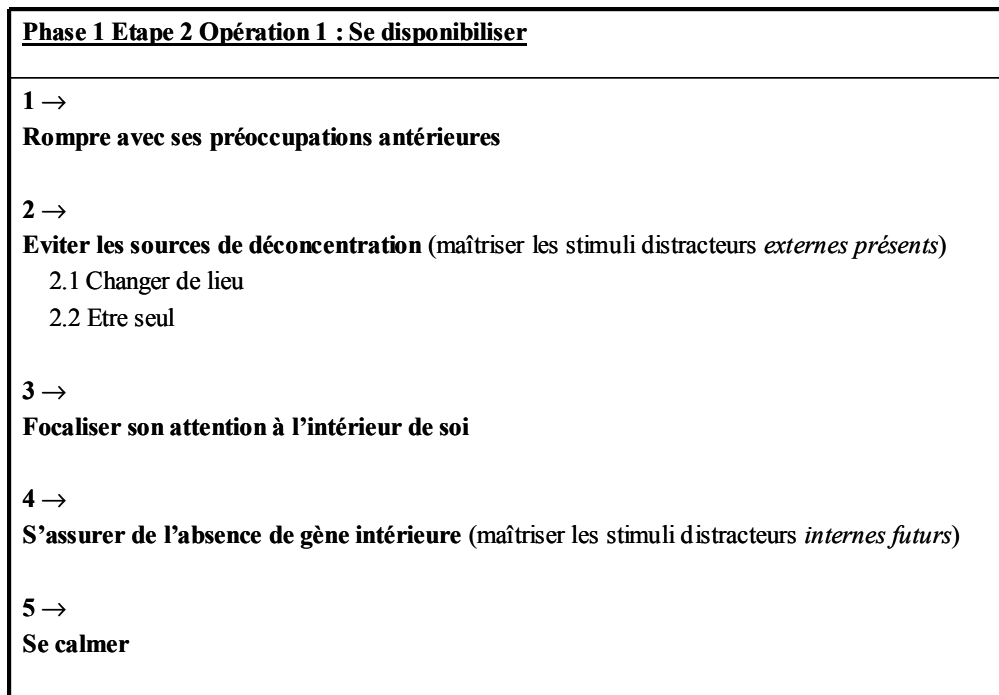 Phase 1 Etape 2 Opération 1 : Se disponibiliser
1 →
Rompre avec ses préoccupations antérieures
2 →
Eviter les sources de déconcentration (maîtriser les stimuli distracteurs externes présents)
2.1 Changer de lieu
2.2 Etre seul
3 →
Focaliser son attention à l’intérieur de soi
4 →
S’assurer de l’absence de gène intérieure (maîtriser les stimuli distracteurs internes futurs)
5 →
Se calmer